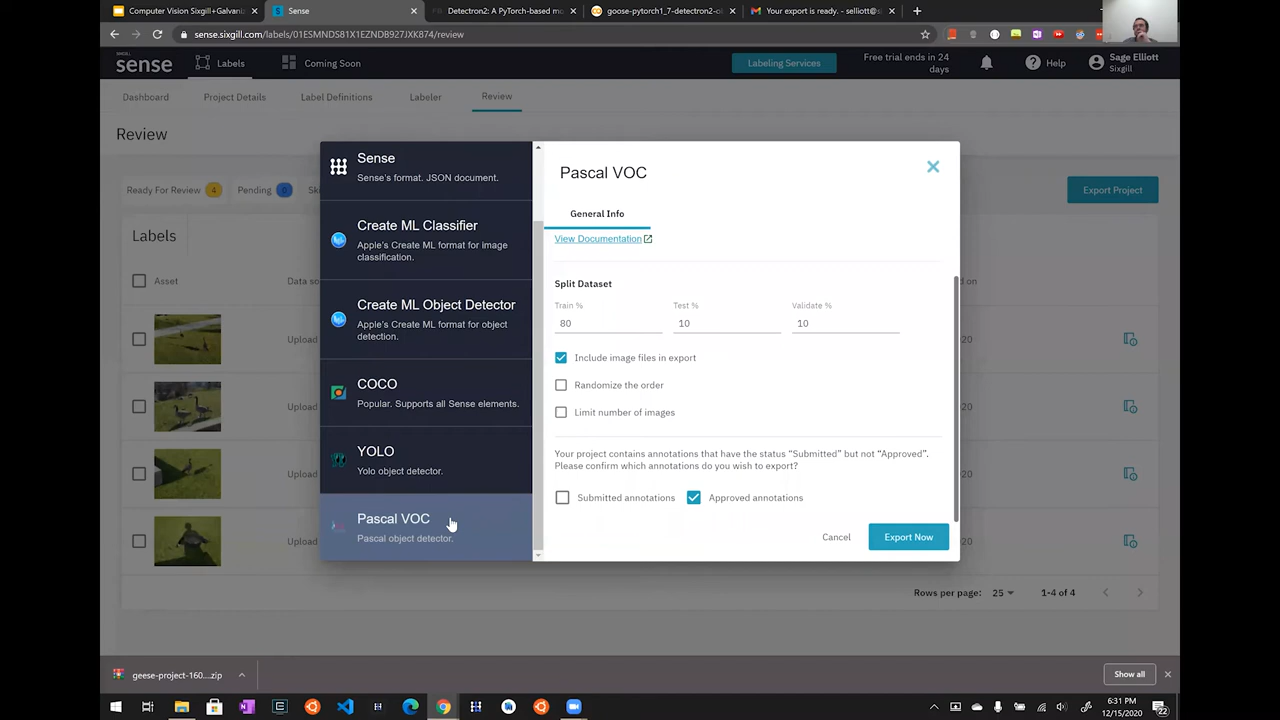 Computer Vision Sixgill+Galvani
Sense
Detectron2: A PyTorch-based m
goose-pytorch1_7-detectron2-ol
Your export is ready. - selliott@s
sense.sixgill.com/labels/01ESMNDS81X1EZNDB927JXK874/review
SIXGILL
sense
Labels
Coming Soon
Labeling Services
Free trial ends in 24
days
Help
Sage Elliott
Sixgill
Dashboard
Project Details
Label Definitions
Labeler
Review
Review
Ready For Review 4
Pending 0
Export Project
Labels
Asset
Upload
Upload
Upload
Upload
Sense
Sense's format. JSON document.
Create ML Classifier
Apple's Create ML format for image
classification.
Create ML Object Detector
Apple's Create ML format for object
detection.
COCO
Popular. Supports all Sense elements.
YOLO
Yolo object detector.
Pascal VOC
Pascal object detector.
Pascal VOC
General Info
View Documentation
Split Dataset
Train %
Test %
Validate %
80
10
10
Include image files in export
Randomize the order
Limit number of images
Your project contains annotations that have the status “Submitted” but not “Approved”.
Please confirm which annotations do you wish to export?
Submitted annotations
Approved annotations
Cancel
Export Now
Rows per page: 25
1-4 of 4
geese-project-160....zip
Show all
6:31 PM
12/15/2020
22